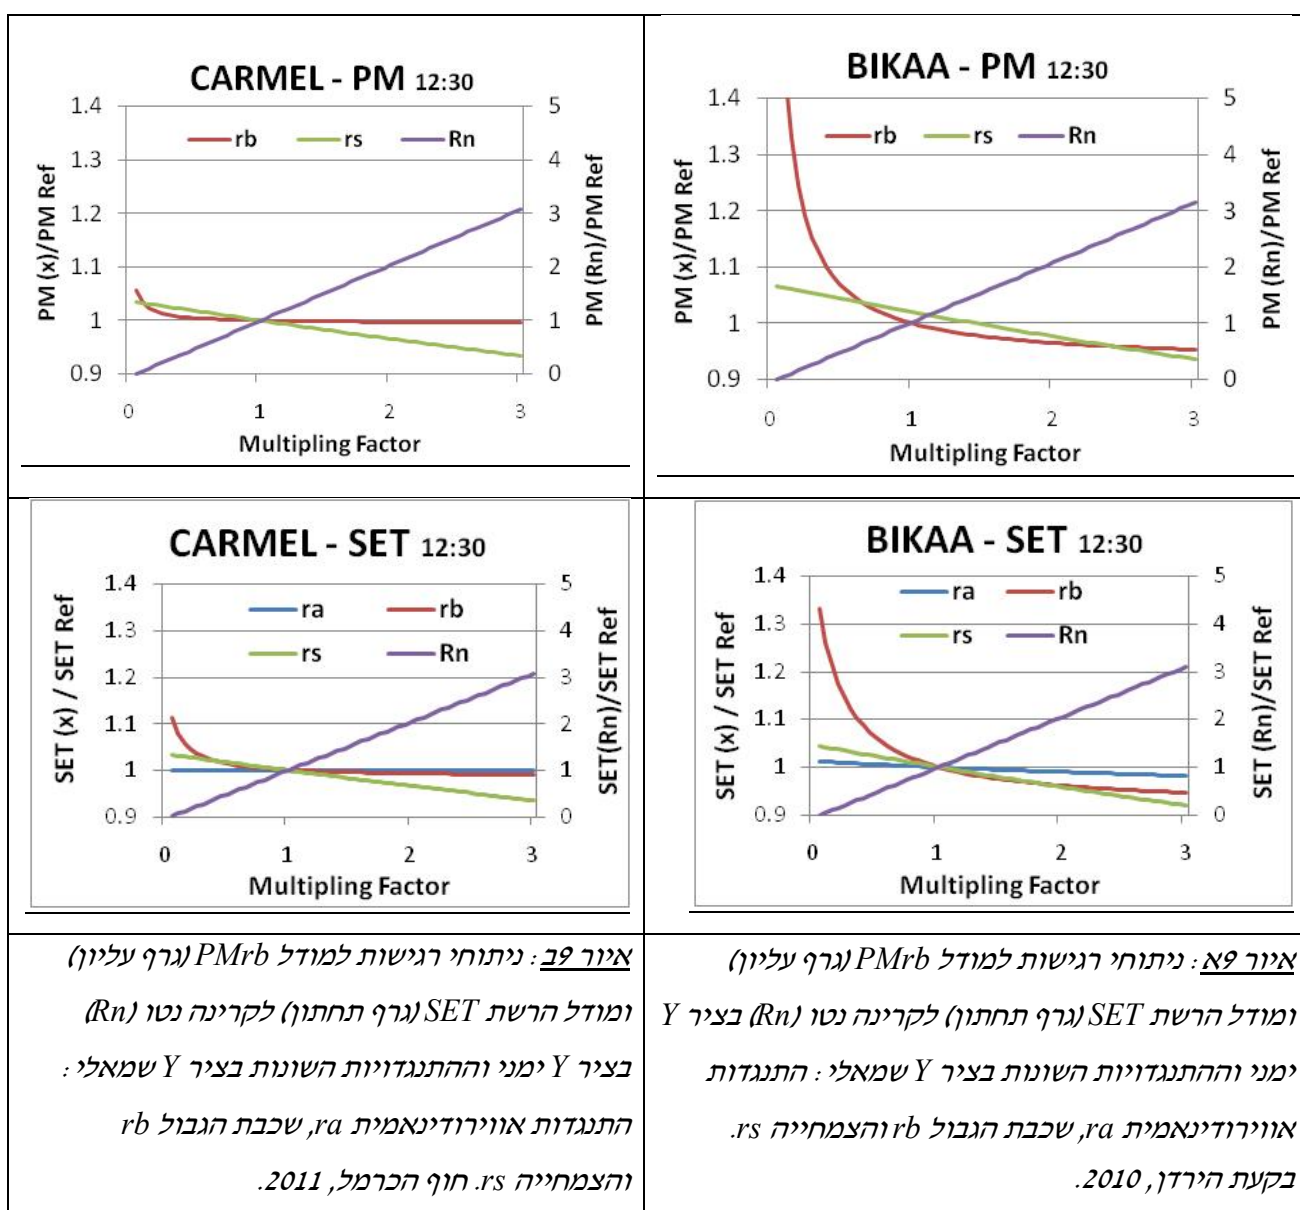 CARMEL - PM 12:30
1.4
1.3
1.2
1.1
1
0.9
PM (x)/PM Ref
rb rs Rn
5
4
3
2
1
0
PM (Rn)/PM Ref
0 1 2 3
Multipling Factor
BIKAA - PM 12:30
1.4
1.3
1.2
1.1
1
0.9
PM (x)/PM Ref
rb rs Rn
5
4
3
2
1
0
PM (Rn)/PM Ref
0 1 2 3
Multipling Factor
CARMEL - SET 12:30
1.4
1.3
1.2
1.1
1
0.9
SET (x) / SET Ref
ra rb
rs Rn
5
4
3
2
1
0
SET(Rn)/SET Ref
0 1 2 3
Multipling Factor
BIKAA - SET 12:30
1.4
1.3
1.2
1.1
1
0.9
SET (x) / SET Ref
ra rb
rs Rn
5
4
3
2
1
0
SET (Rn)/SET Ref
0 1 2 3
Multipling Factor
איור 9א: ניתוחי רגישות למודל PMrb (גרף עליון)
ומודל הרשת SET (גרף תחתון) לקרינה נטו (Rn) בציר Y
ימני וההתנגדויות השונות בציר Y שמאלי: התנגדות
אווירודינאמית ra, שכבת הגבול rb והצמחייה rs.
בקעת הירדן, 2010.
איור 9ב: ניתוחי רגישות למודל PMrb (גרף עליון)
ומודל הרשת SET (גרף תחתון) לקרינה נטו (Rn)
בציר Y ימני וההתנגדויות השונות בציר Y שמאלי:
התנגדות אווירודינאמית ra, שכבת הגבול rb
והצמחייה rs. חוף הכרמל, 2011.